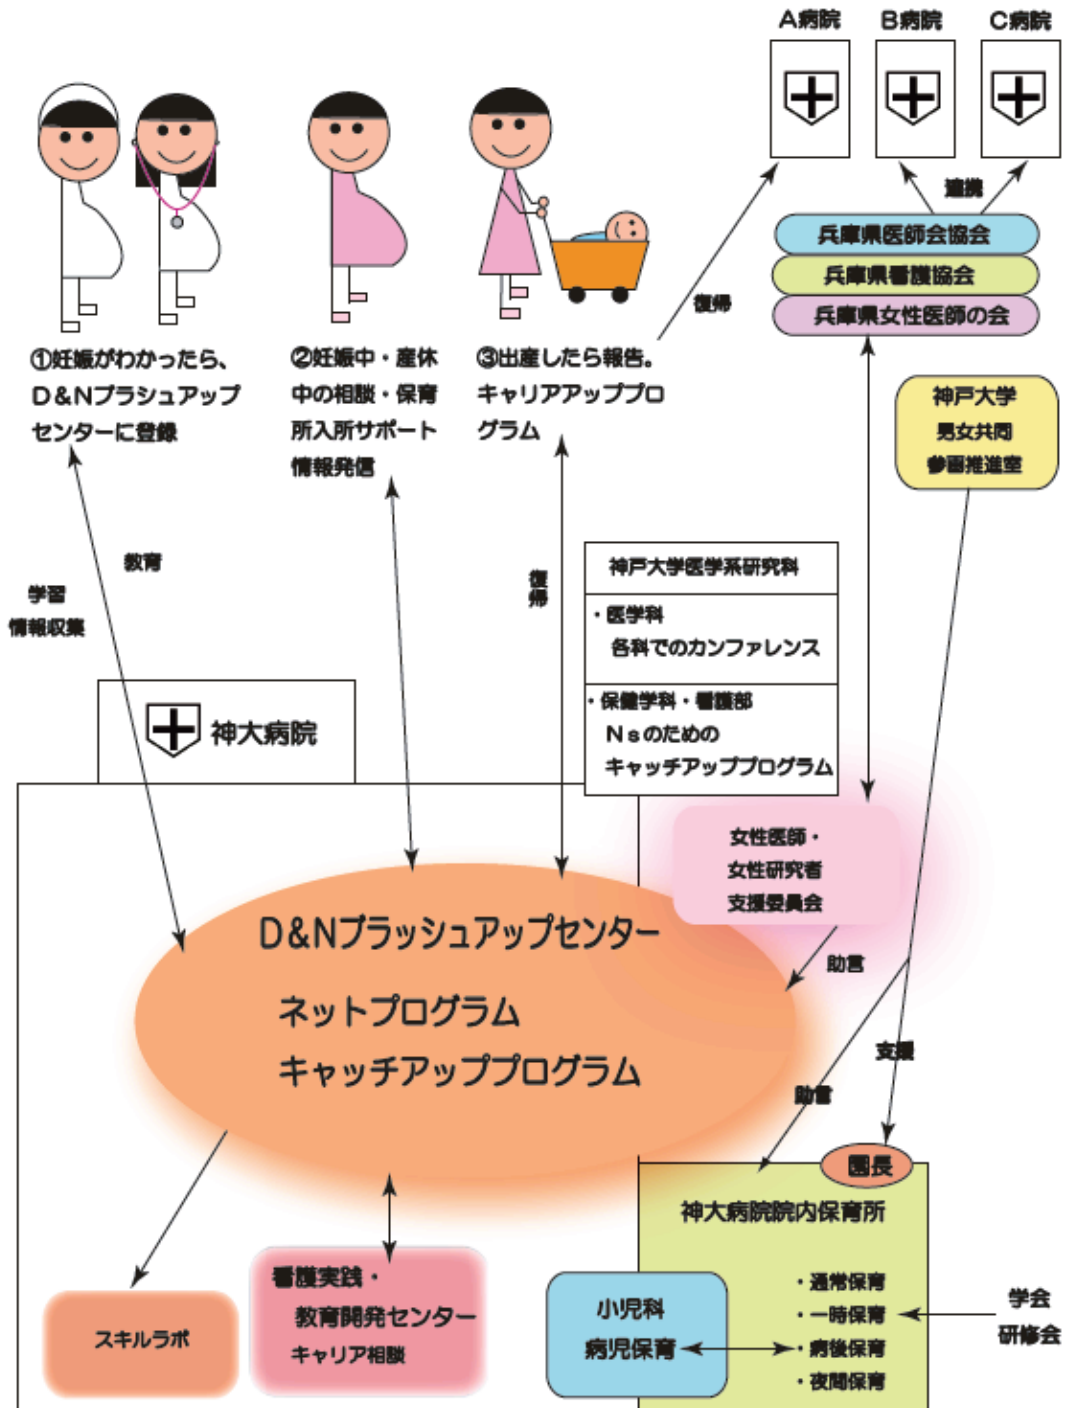 A病院
B病院
C病院
連携
兵庫県医師会協会
兵庫県看護協会
兵庫県女性医師の会
復帰
①妊娠がわかったら、
D&Nブラシュアップ
センターに登録
②妊娠中・産休
中の相談・保育
所入所サポート
情報発信
③出産したら報告。
キャリアアッププロ
グラム
神戸大学
男女共同
参画推進室
教育
学習
情報収集
復帰
神戸大学医学系研究科
・医学科
各科でのカンファレンス
・保健学科・看護部
Nsのための
キャッチアッププログラム
神大病院
女性医師・
女性研究者
支援委員会
D&Nブラッシュアップセンター
ネットプログラム
キャッチアッププログラム
助言
支援
助言
園長
神大病院院内保育所
・通常保育
・一時保育
・病後保育
・夜間保育
学会
研修会
小児科
病児保育
看護実践・
教育開発センター
キャリア相談
スキルラボ